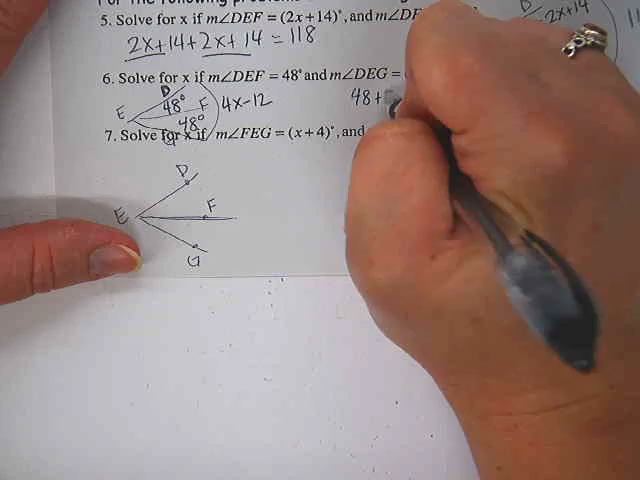 For the following problems
5. Solve for x if m∠DEF = (2x+14)°, and m∠DF
D
2x+14
11
2x+14+2x+14=118
6. Solve for x if m∠DEF = 48° and m∠DEG =
D
E 48° F 4x-12
48+
48°
G
7. Solve for x if m∠FEG = (x+4)°, and
D
E
F
G